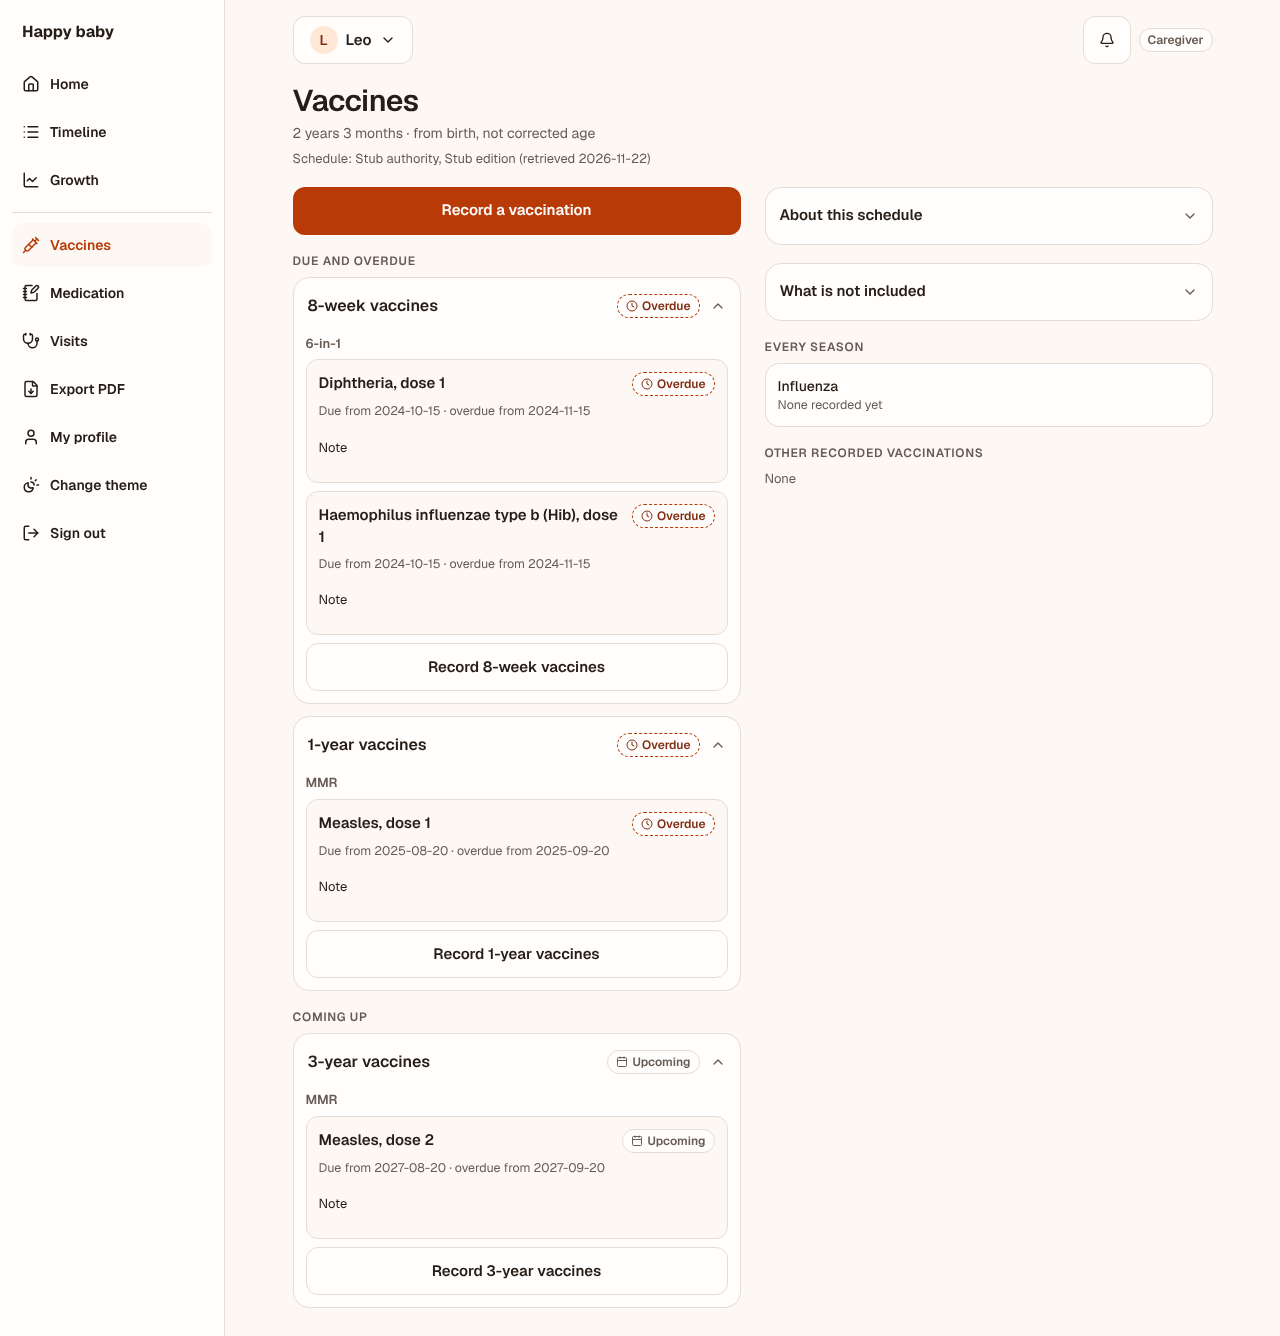 Happy baby
Home
Timeline
Growth
Vaccines
Medication
Visits
Export PDF
My profile
Change theme
Sign out
L Leo
Caregiver
Vaccines
2 years 3 months · from birth, not corrected age
Schedule: Stub authority, Stub edition (retrieved 2026-11-22)
Record a vaccination
DUE AND OVERDUE
8-week vaccines
Overdue
6-in-1
Diphtheria, dose 1
Overdue
Due from 2024-10-15 · overdue from 2024-11-15
Note
Haemophilus influenzae type b (Hib), dose
1
Overdue
Due from 2024-10-15 · overdue from 2024-11-15
Note
Record 8-week vaccines
1-year vaccines
Overdue
MMR
Measles, dose 1
Overdue
Due from 2025-08-20 · overdue from 2025-09-20
Note
Record 1-year vaccines
COMING UP
3-year vaccines
Upcoming
MMR
Measles, dose 2
Upcoming
Due from 2027-08-20 · overdue from 2027-09-20
Note
Record 3-year vaccines
About this schedule
What is not included
EVERY SEASON
Influenza
None recorded yet
OTHER RECORDED VACCINATIONS
None